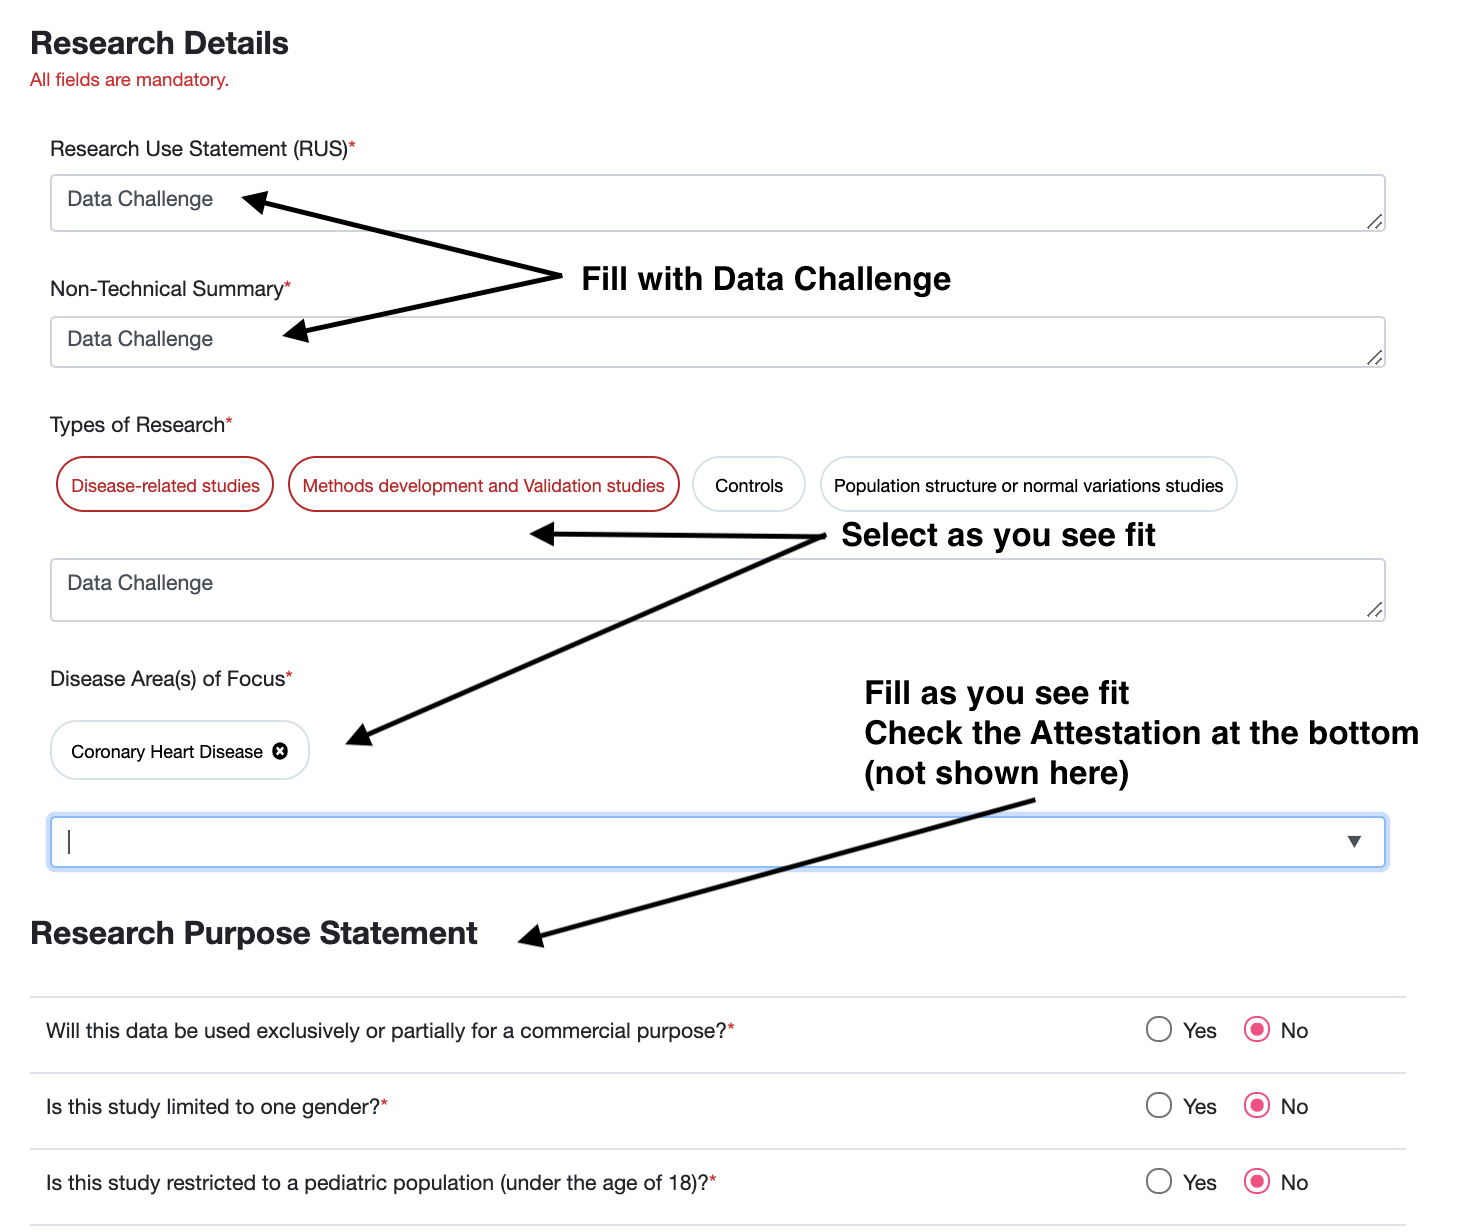 Research Details
All fields are mandatory.
Research Use Statement (RUS)*
Data Challenge
Fill with Data Challenge
Non-Technical Summary*
Data Challenge
Types of Research*
Disease-related studies
Methods development and Validation studies
Controls
Population structure or normal variations studies
Select as you see fit
Data Challenge
Disease Area(s) of Focus*
Coronary Heart Disease
Fill as you see fit
Check the Attestation at the bottom
(not shown here)
Research Purpose Statement
Will this data be used exclusively or partially for a commercial purpose?* Yes No
Is this study limited to one gender?* Yes No
Is this study restricted to a pediatric population (under the age of 18)?* Yes No